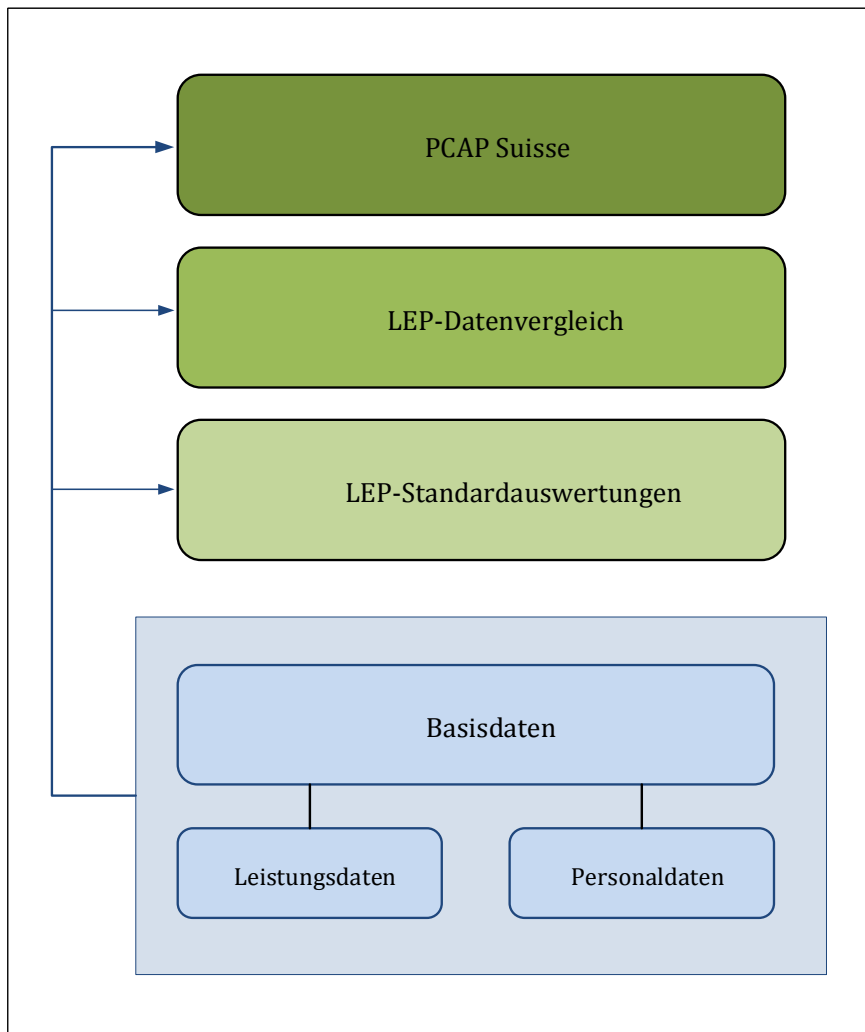 PCAP Suisse
LEP-Datenvergleich
LEP-Standardauswertungen
Basisdaten
Leistungsdaten
Personaldaten